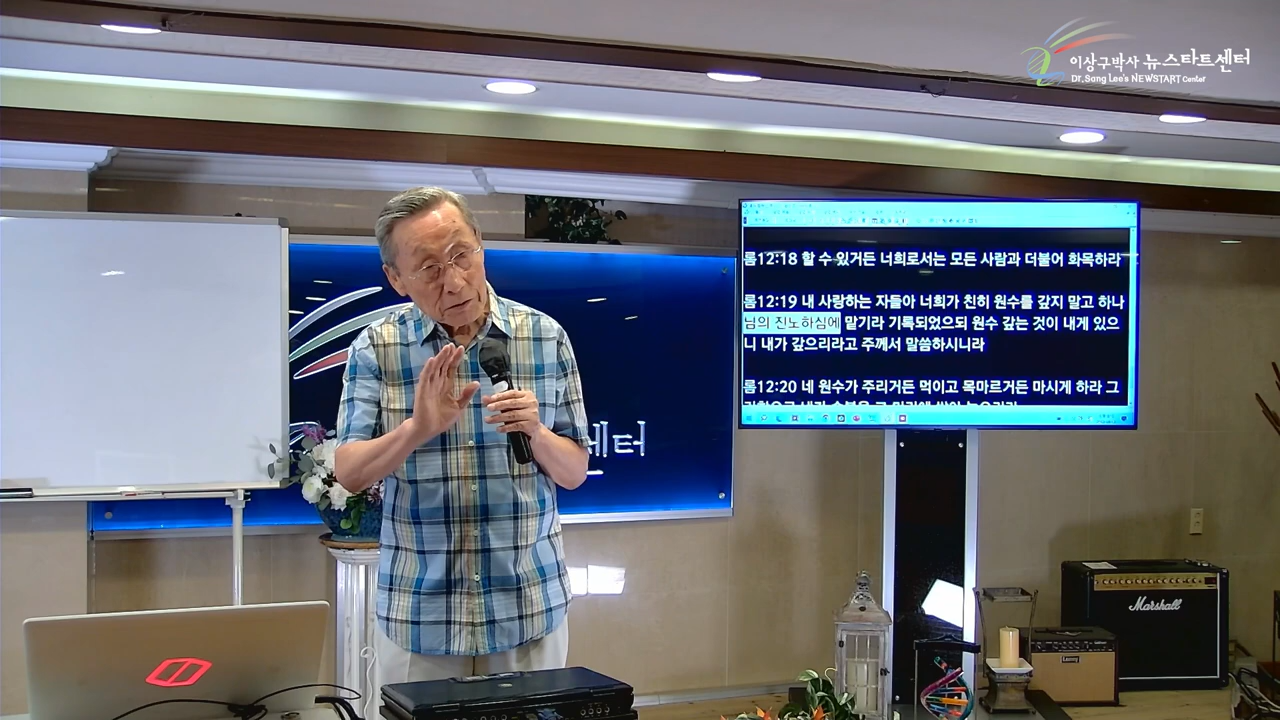 이상구박사 뉴스타트센터
Dr. Sang Lee's NEWSTART Center
롬12:18 할 수 있거든 너희로서는 모든 사람과 더불어 화목하라
롬12:19 내 사랑하는 자들아 너희가 친히 원수를 갚지 말고 하나
님의 진노하심에 맡기라 기록되었으되 원수 갚는 것이 내게 있으
니 내가 갚으리라고 주께서 말씀하시니라
롬12:20 네 원수가 주리거든 먹이고 목마르거든 마시게 하라 그
센터
Marshall
Laney